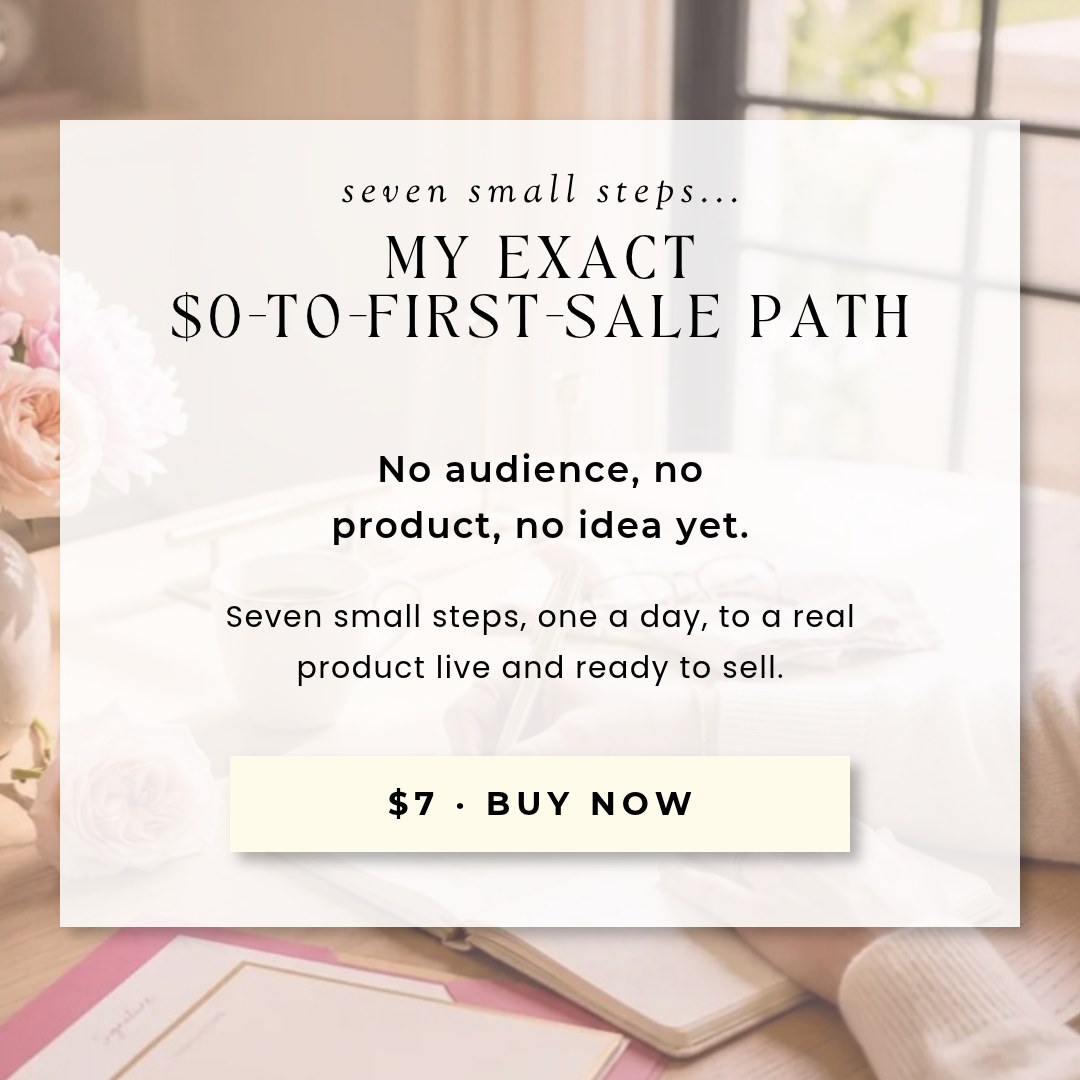 seven small steps...
MY EXACT
$0-TO-FIRST-SALE PATH
No audience, no
product, no idea yet.
Seven small steps, one a day, to a real
product live and ready to sell.
$7 · BUY NOW